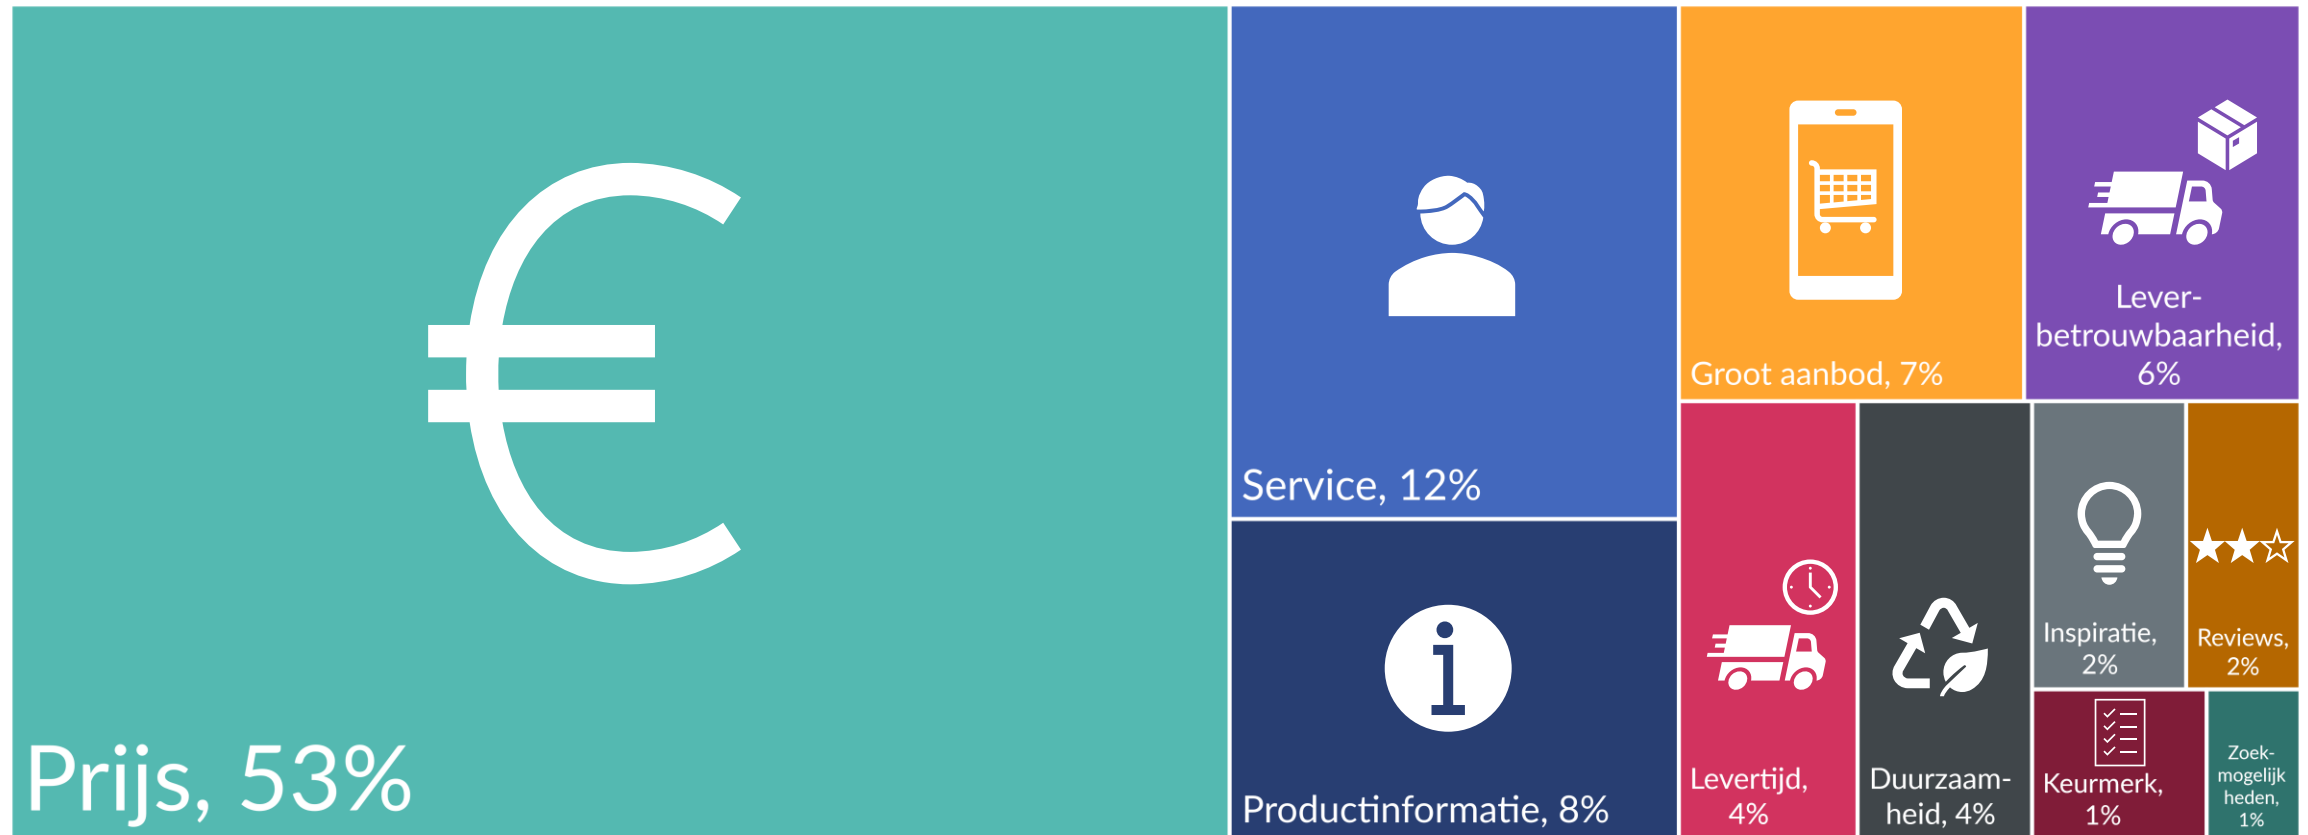 Prijs, 53%
Service, 12%
Productinformatie, 8%
Groot aanbod, 7%
Lever-
betrouwbaarheid,
6%
Levertijd,
4%
Duurzaam-
heid, 4%
Inspiratie,
2%
Reviews,
2%
Keurmerk,
1%
Zoek-
mogelijk
heden,
1%